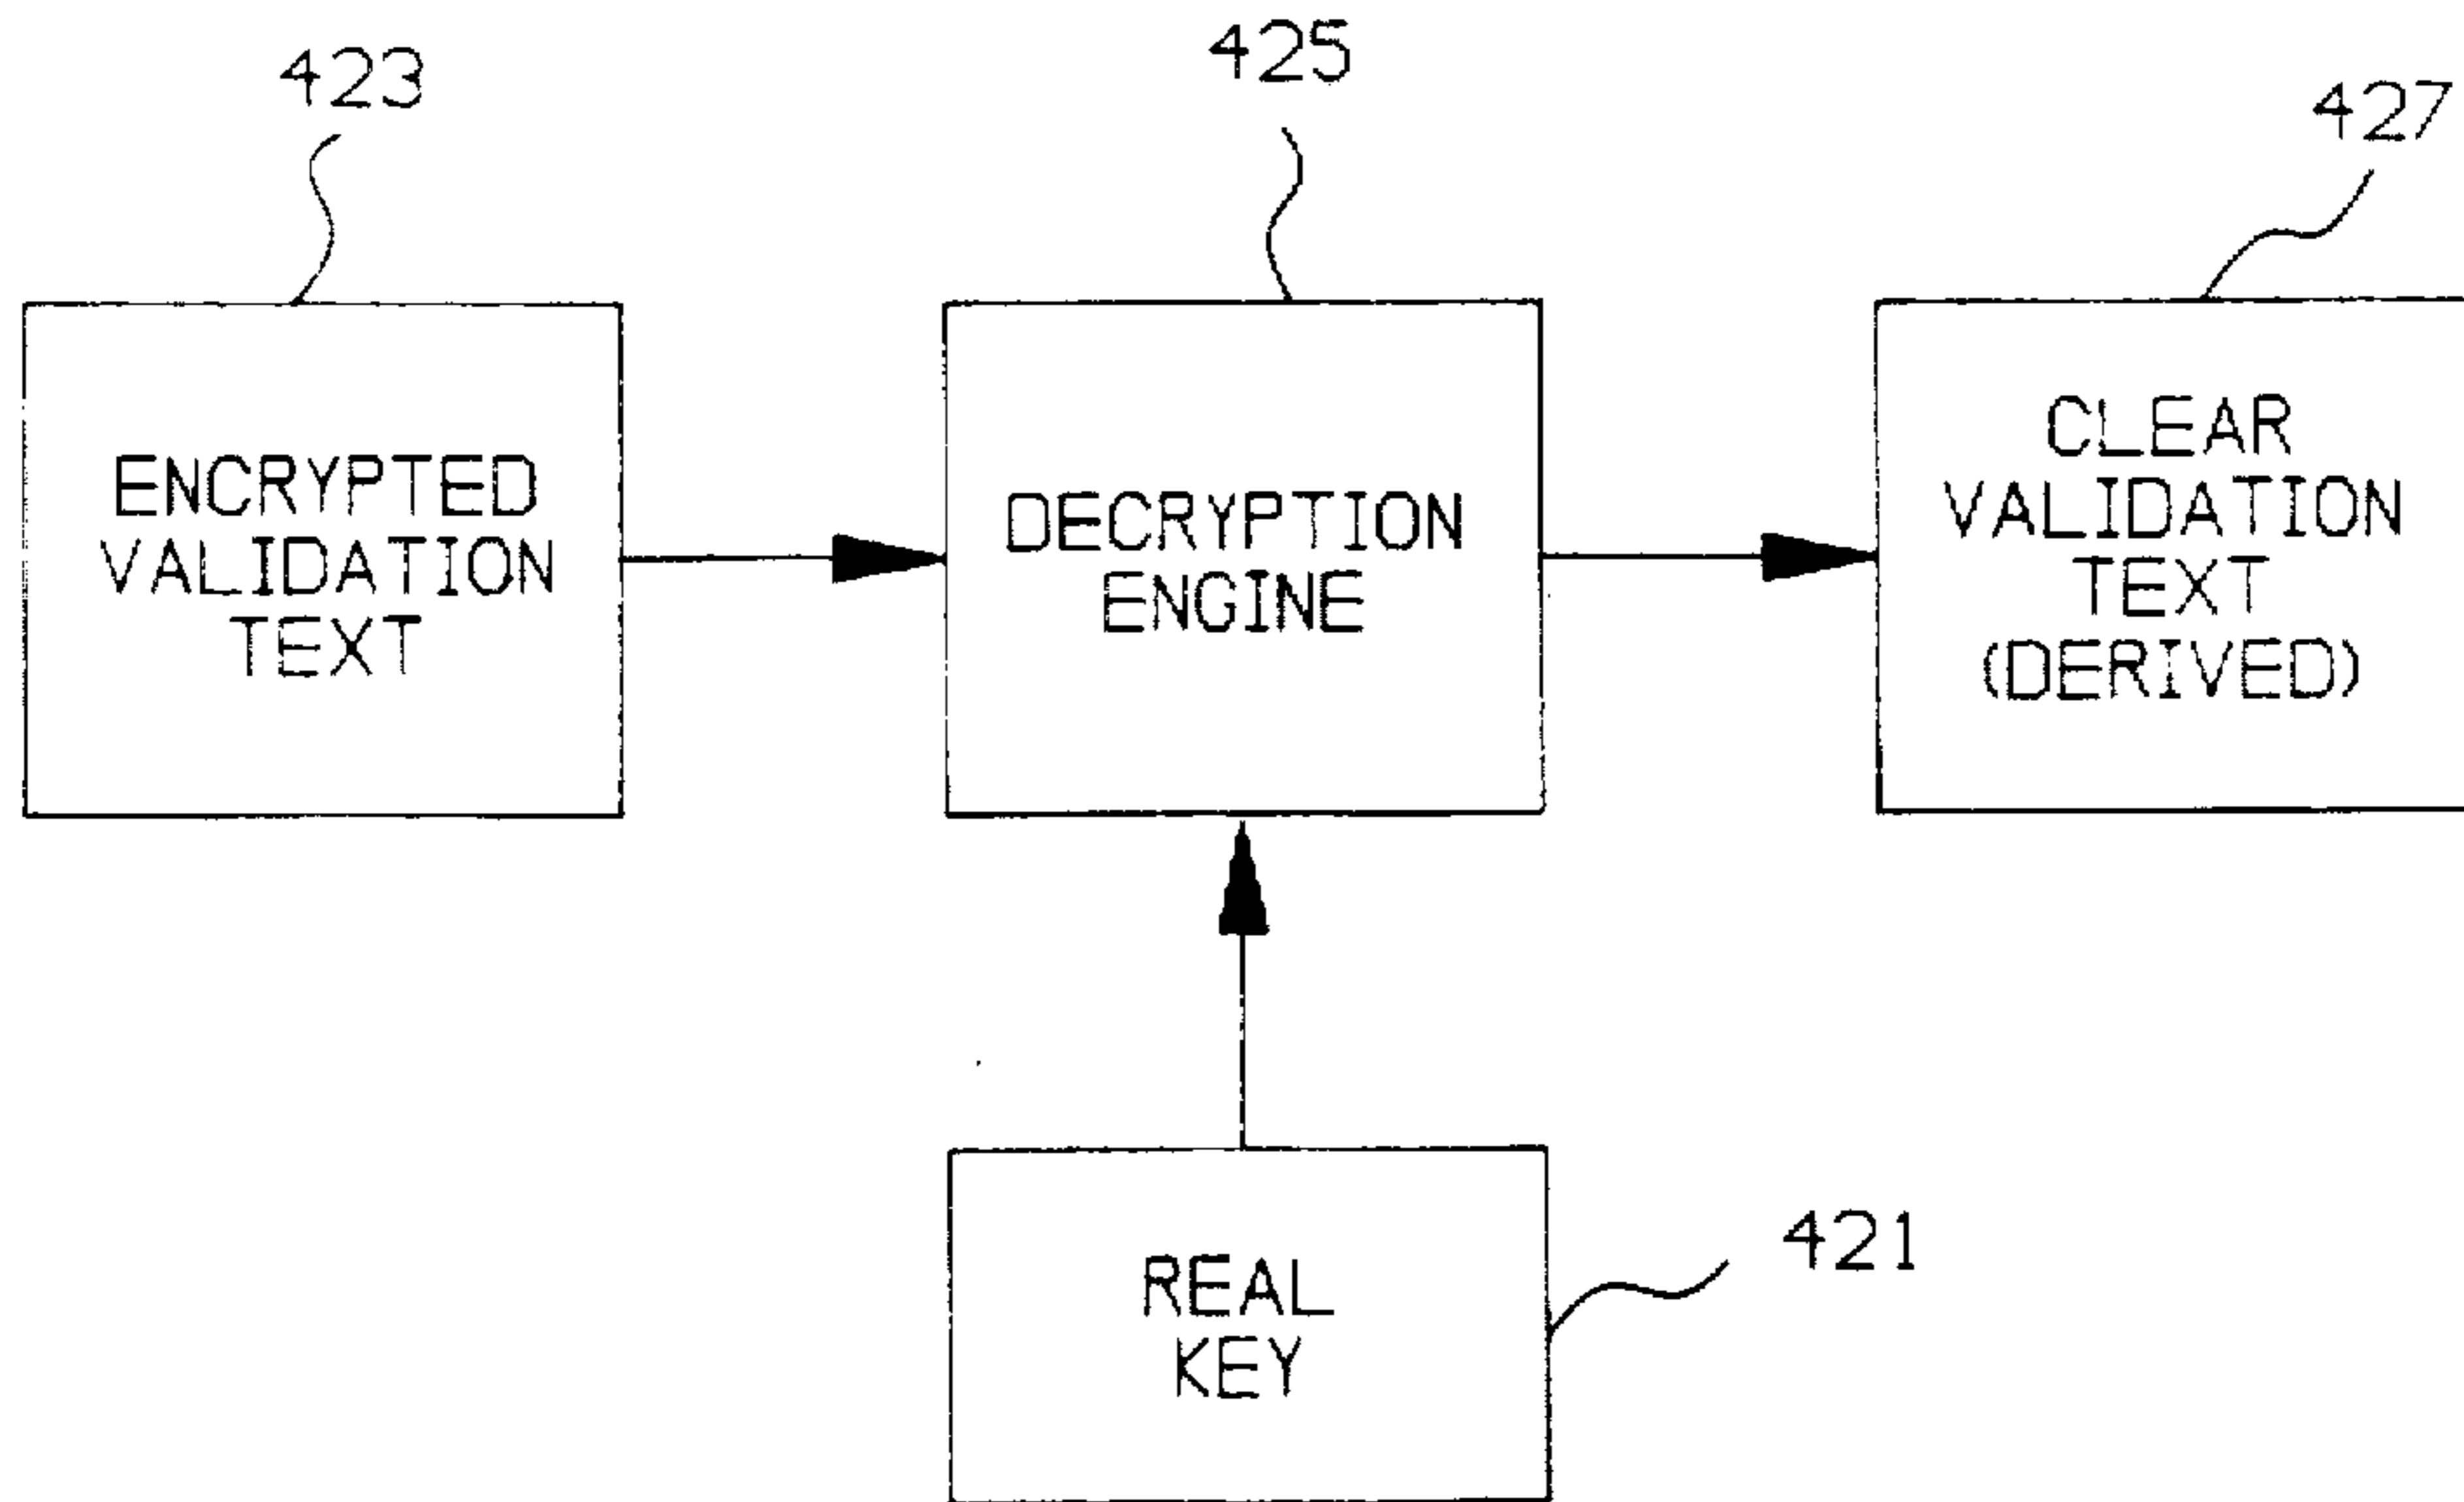 423
425
427
ENCRYPTED
VALIDATION
TEXT
DECRYPTION
ENGINE
CLEAR
VALIDATION
TEXT
(DERIVED)
REAL
KEY
421